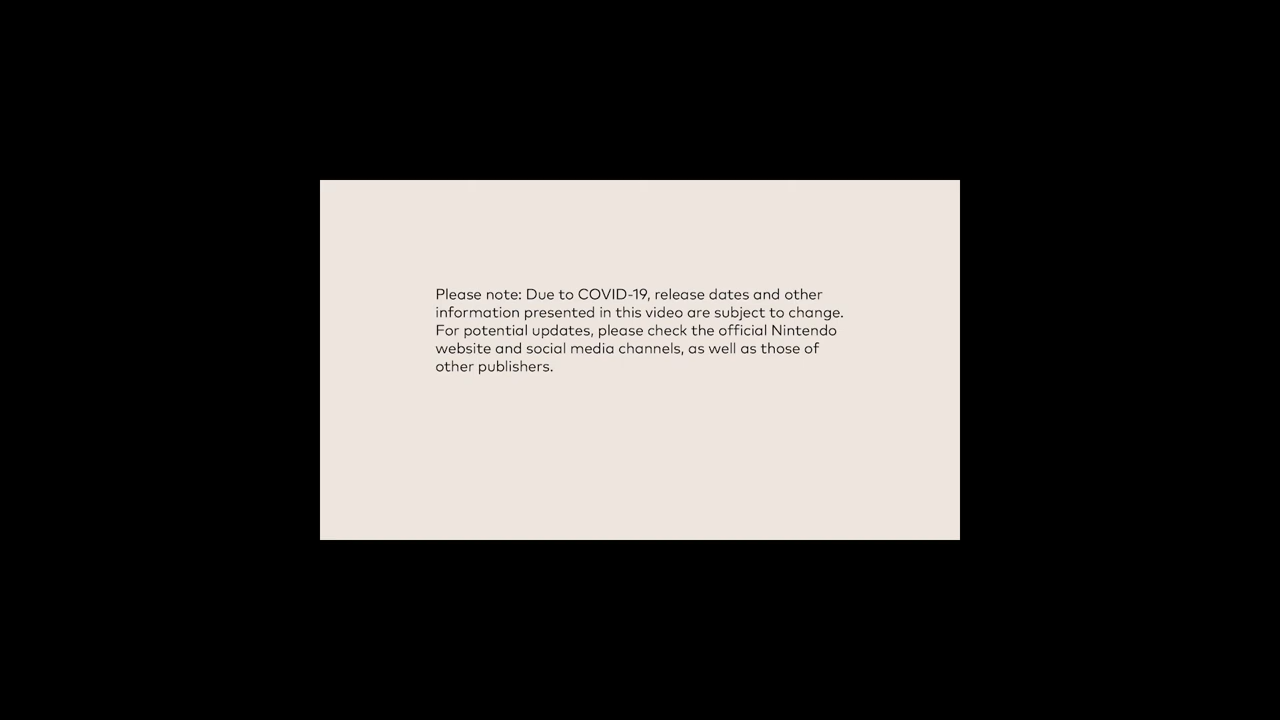 Please note: Due to COVID-19, release dates and other
information presented in this video are subject to change.
For potential updates, please check the official Nintendo
website and social media channels, as well as those of
other publishers.